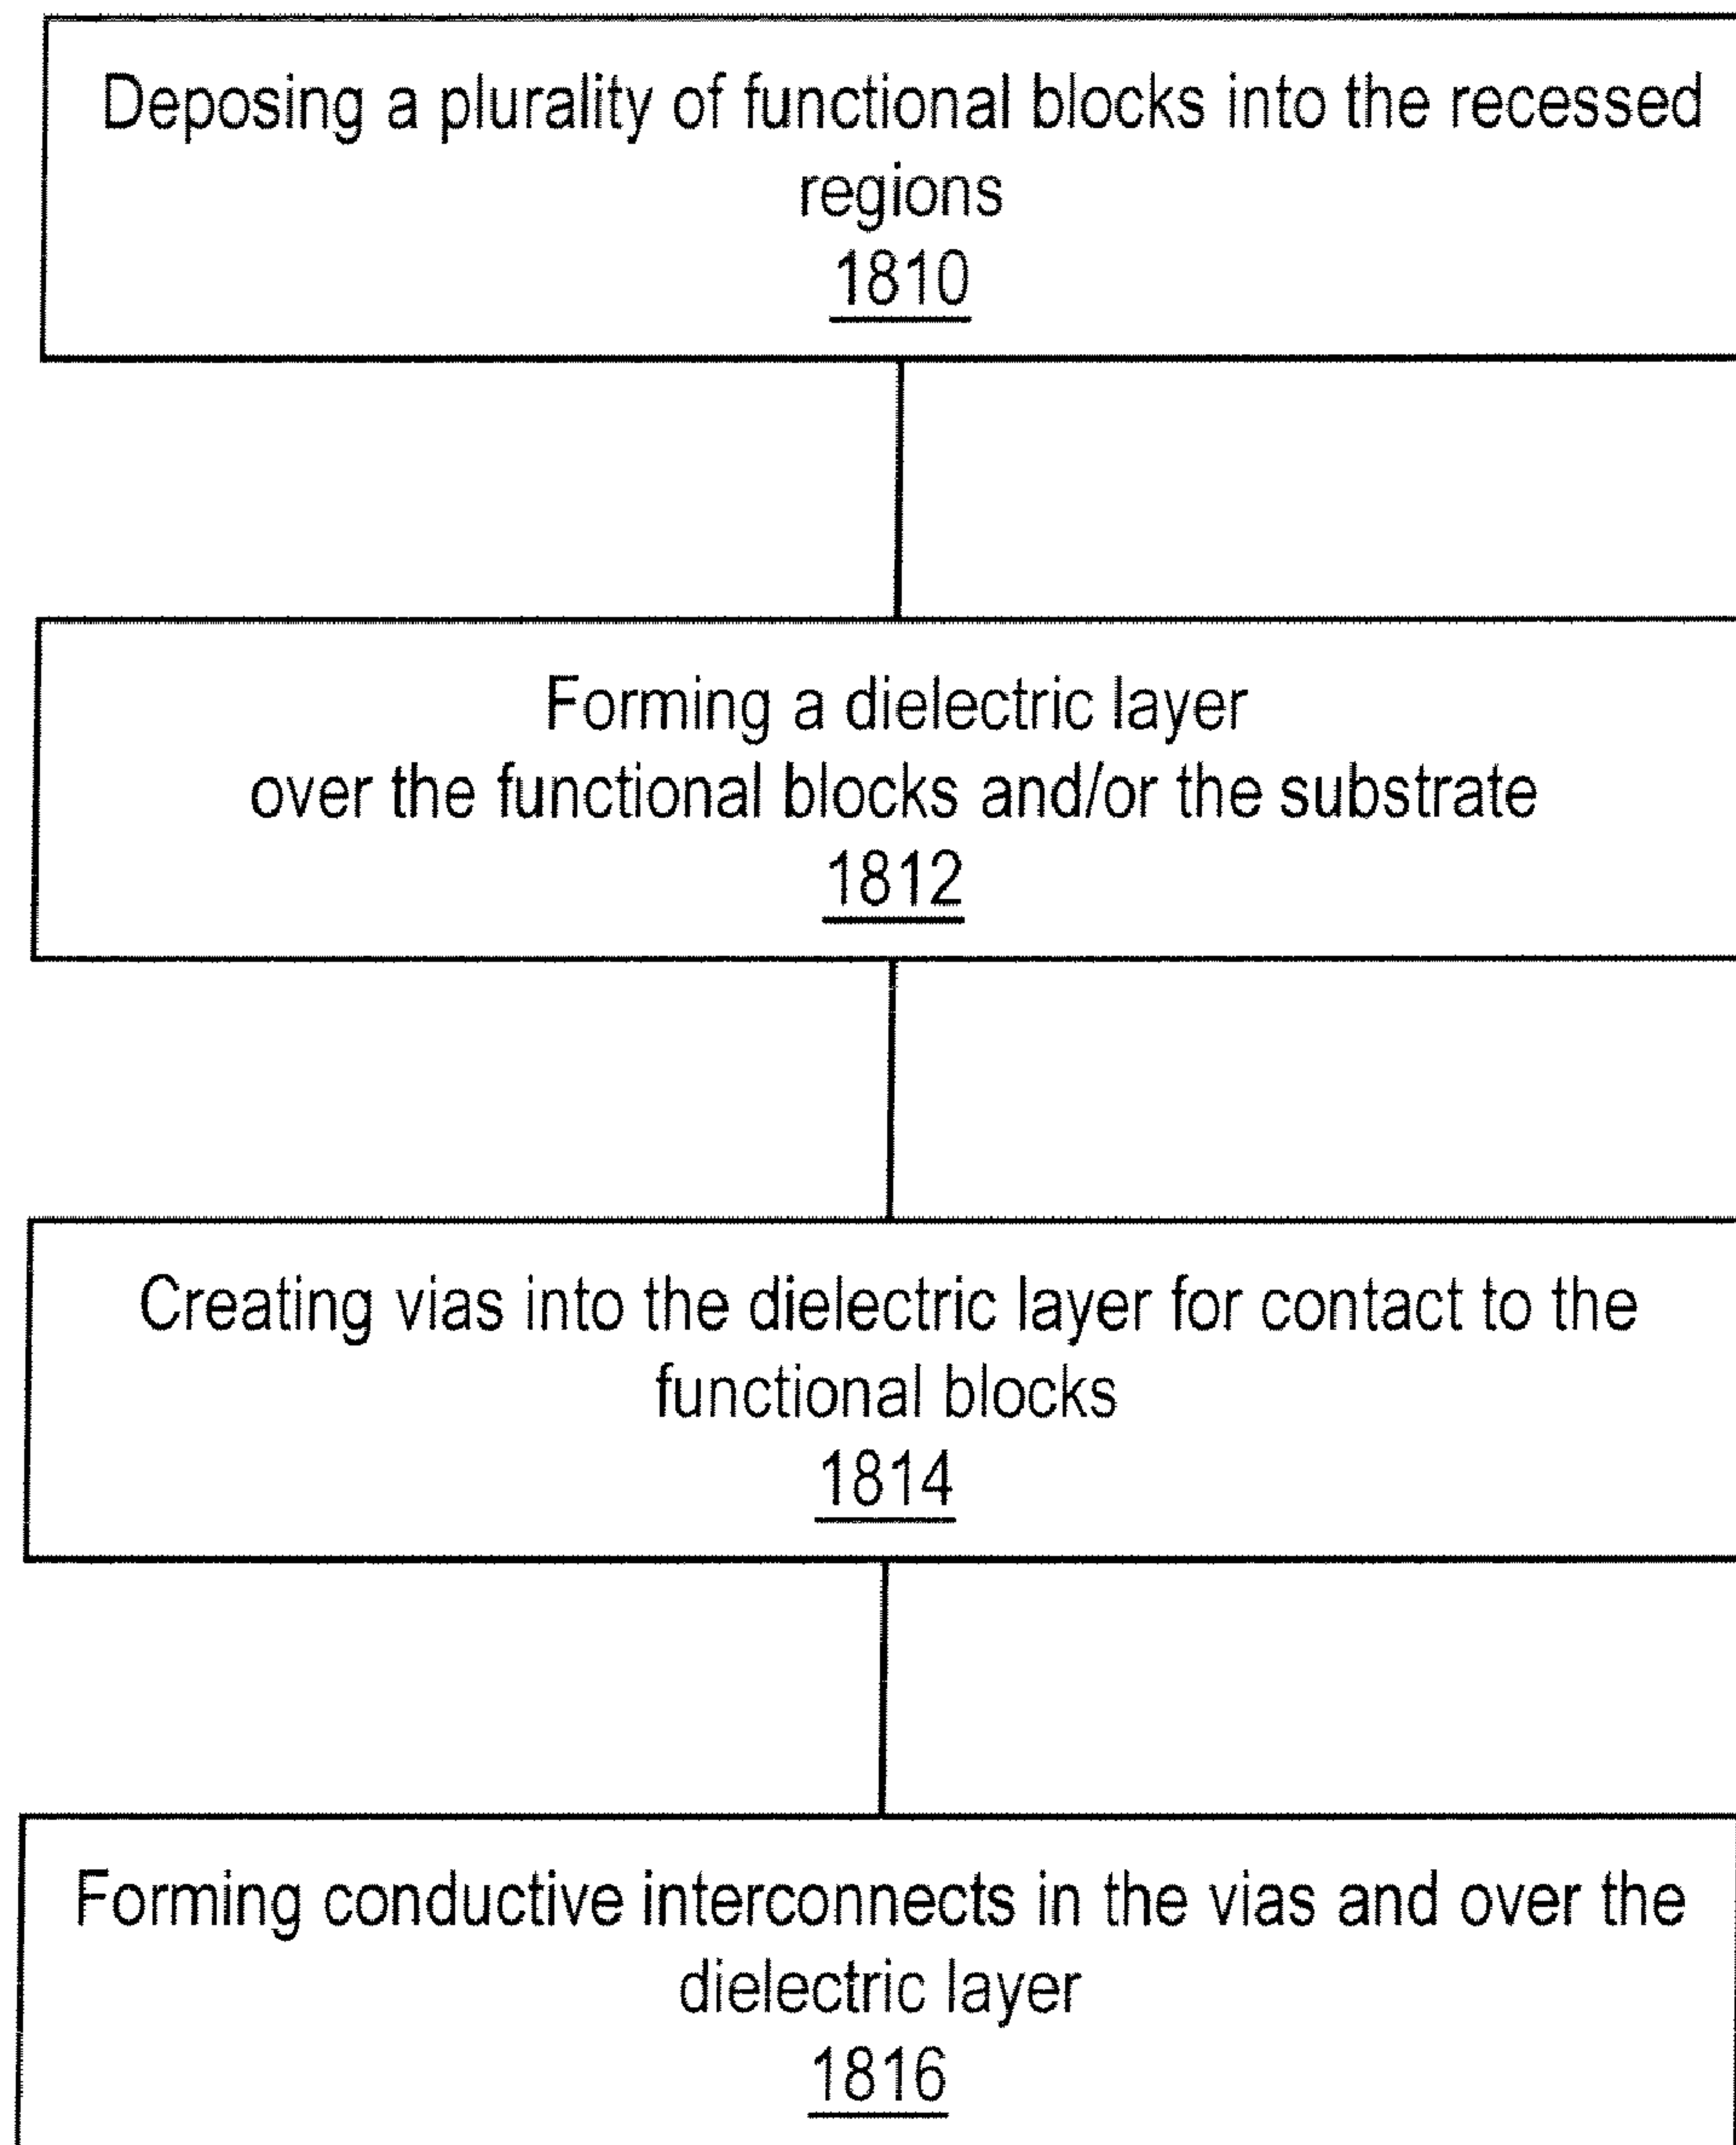 Deposing a plurality of functional blocks into the recessed
regions
1810
Forming a dielectric layer
over the functional blocks and/or the substrate
1812
Creating vias into the dielectric layer for contact to the
functional blocks
1814
Forming conductive interconnects in the vias and over the
dielectric layer
1816